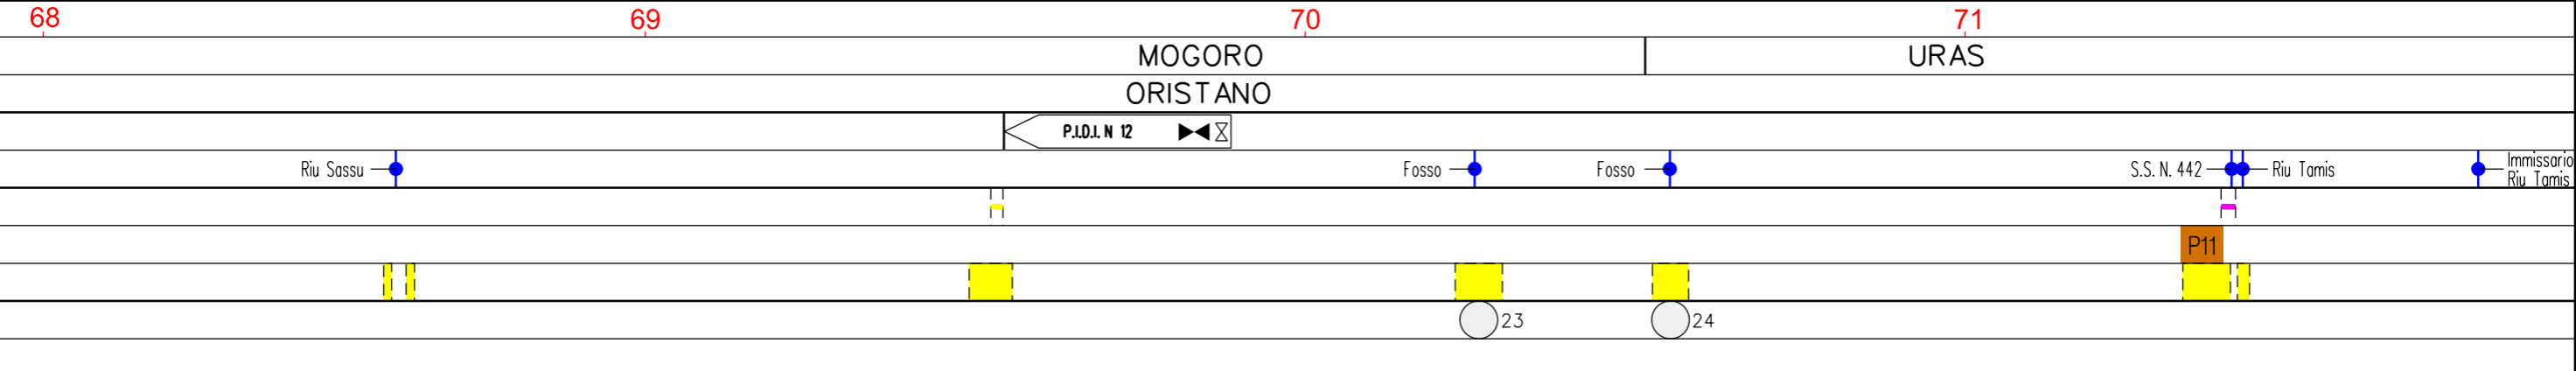 68 69 70 71
MOGORO URAS
ORISTANO
P.I.D.I. N 12
Riu Sassu Fosso Fosso S.S. N. 442 Riu Tamis Immissario
Riu Tamis
P11
23 24